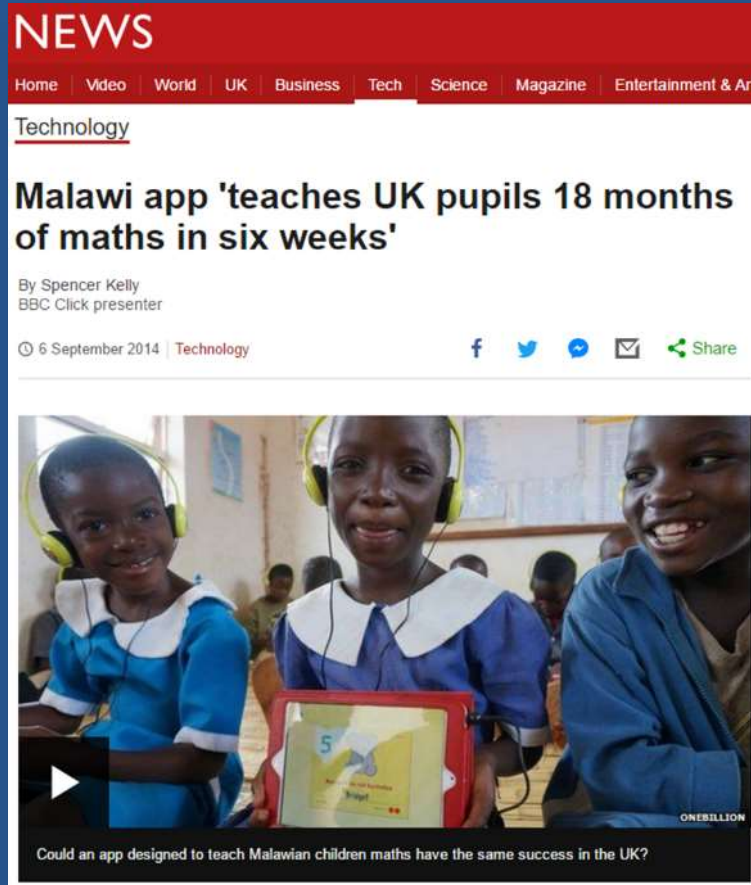 NEWS
Home Video World UK Business Tech Science Magazine Entertainment & Ar
Technology
Malawi app 'teaches UK pupils 18 months
of maths in six weeks'
By Spencer Kelly
BBC Click presenter
6 September 2014 Technology
Share
5
ONEBILLION
Could an app designed to teach Malawian children maths have the same success in the UK?